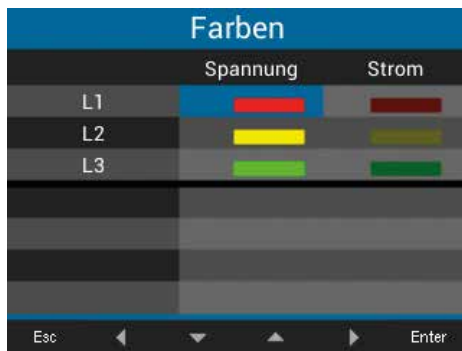 Farben
Spannung Strom
L1
L2
L3
Esc Enter